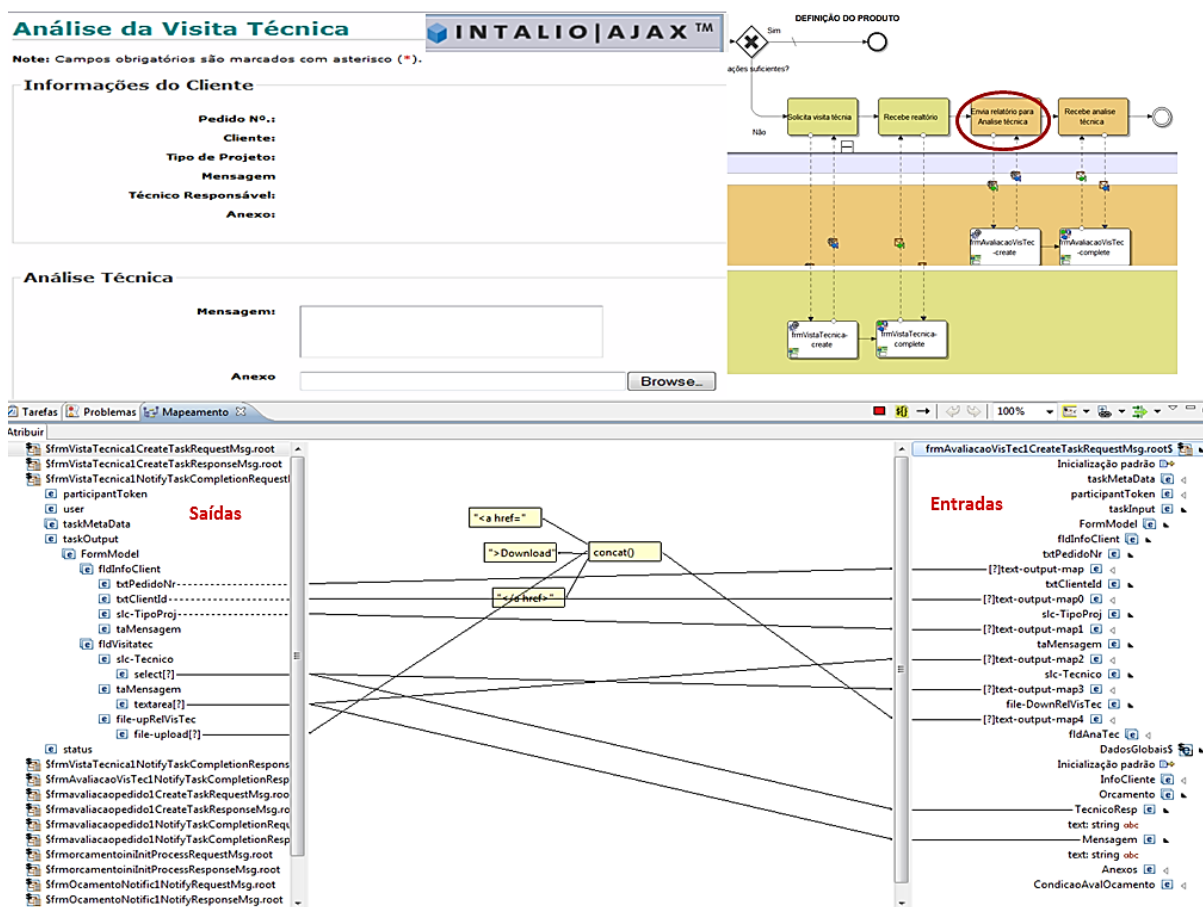 Análise da Visita Técnica
INTALIO|AJAX™
Note: Campos obrigatórios são marcados com asterisco (*).
Informações do Cliente
Pedido Nº.:
Cliente:
Tipo de Projeto:
Mensagem
Técnico Responsável:
Anexo:
Análise Técnica
Mensagem:
Anexo
Browse...
DEFINIÇÃO DO PRODUTO
Sim
ações suficientes?
Não
Solicita visita técnia
Recebe realtório
Envia relatório para
Analise técnica
Recebe analise
técnica
frmAvaliacaoVisTec
-create
frmAvaliacaoVisTec
-complete
frmVistaTecnica-
create
frmVistaTecnica-
complete
Tarefas
Problemas
Mapeamento
100%
Atribuir
$frmVistaTecnica1CreateTaskRequestMsg.root
$frmVistaTecnica1CreateTaskResponseMsg.root
$frmVistaTecnica1NotifyTaskCompletionRequest
participantToken
user
taskMetaData
taskOutput
FormModel
fldInfoClient
txtPedidoNr
txtClientId
slc-TipoProj
taMensagem
fldVisitatec
slc-Tecnico
select[?]
taMensagem
textarea[?]
file-upRelVisTec
file-upload[?]
status
$frmVistaTecnica1NotifyTaskCompletionRespons
$frmAvaliacaoVisTec1NotifyTaskCompletionResp
$frmavaliacaopedido1CreateTaskRequestMsg.roo
$frmavaliacaopedido1CreateTaskResponseMsg.ro
$frmavaliacaopedido1NotifyTaskCompletionRequ
$frmavaliacaopedido1NotifyTaskCompletionResp
$frmorcamentoiniInitProcessRequestMsg.root
$frmorcamentoiniInitProcessResponseMsg.root
$frmOcamentoNotific1NotifyRequestMsg.root
$frmOcamentoNotific1NotifyResponseMsg.root
Saídas
"<a href="
">Download"
"</a href>"
concat()
Entradas
frmAvaliacaoVisTec1CreateTaskRequestMsg.root$
Inicialização padrão
taskMetaData
participantToken
taskInput
FormModel
fldInfoClient
txtPedidoNr
[?]text-output-map
txtClienteId
[?]text-output-map0
slc-TipoProj
[?]text-output-map1
taMensagem
[?]text-output-map2
slc-Tecnico
[?]text-output-map3
file-DownRelVisTec
[?]text-output-map4
fldAnaTec
DadosGlobais$
Inicialização padrão
InfoCliente
Orcamento
TecnicoResp
text: string abc
Mensagem
text: string abc
Anexos
CondicaoAvalOcamento